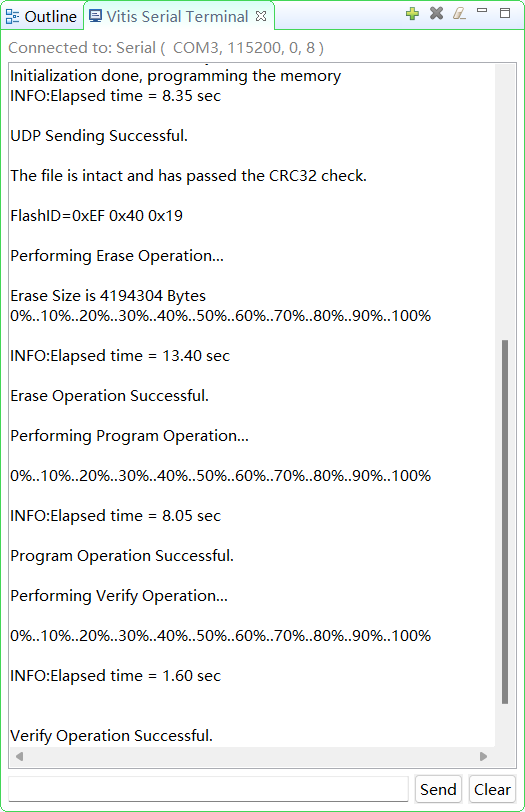 Outline
Vitis Serial Terminal
Connected to: Serial ( COM3, 115200, 0, 8 )
Initialization done, programming the memory
INFO:Elapsed time = 8.35 sec
UDP Sending Successful.
The file is intact and has passed the CRC32 check.
FlashID=0xEF 0x40 0x19
Performing Erase Operation...
Erase Size is 4194304 Bytes
0%..10%..20%..30%..40%..50%..60%..70%..80%..90%..100%
INFO:Elapsed time = 13.40 sec
Erase Operation Successful.
Performing Program Operation...
0%..10%..20%..30%..40%..50%..60%..70%..80%..90%..100%
INFO:Elapsed time = 8.05 sec
Program Operation Successful.
Performing Verify Operation...
0%..10%..20%..30%..40%..50%..60%..70%..80%..90%..100%
INFO:Elapsed time = 1.60 sec
Verify Operation Successful.
Send
Clear